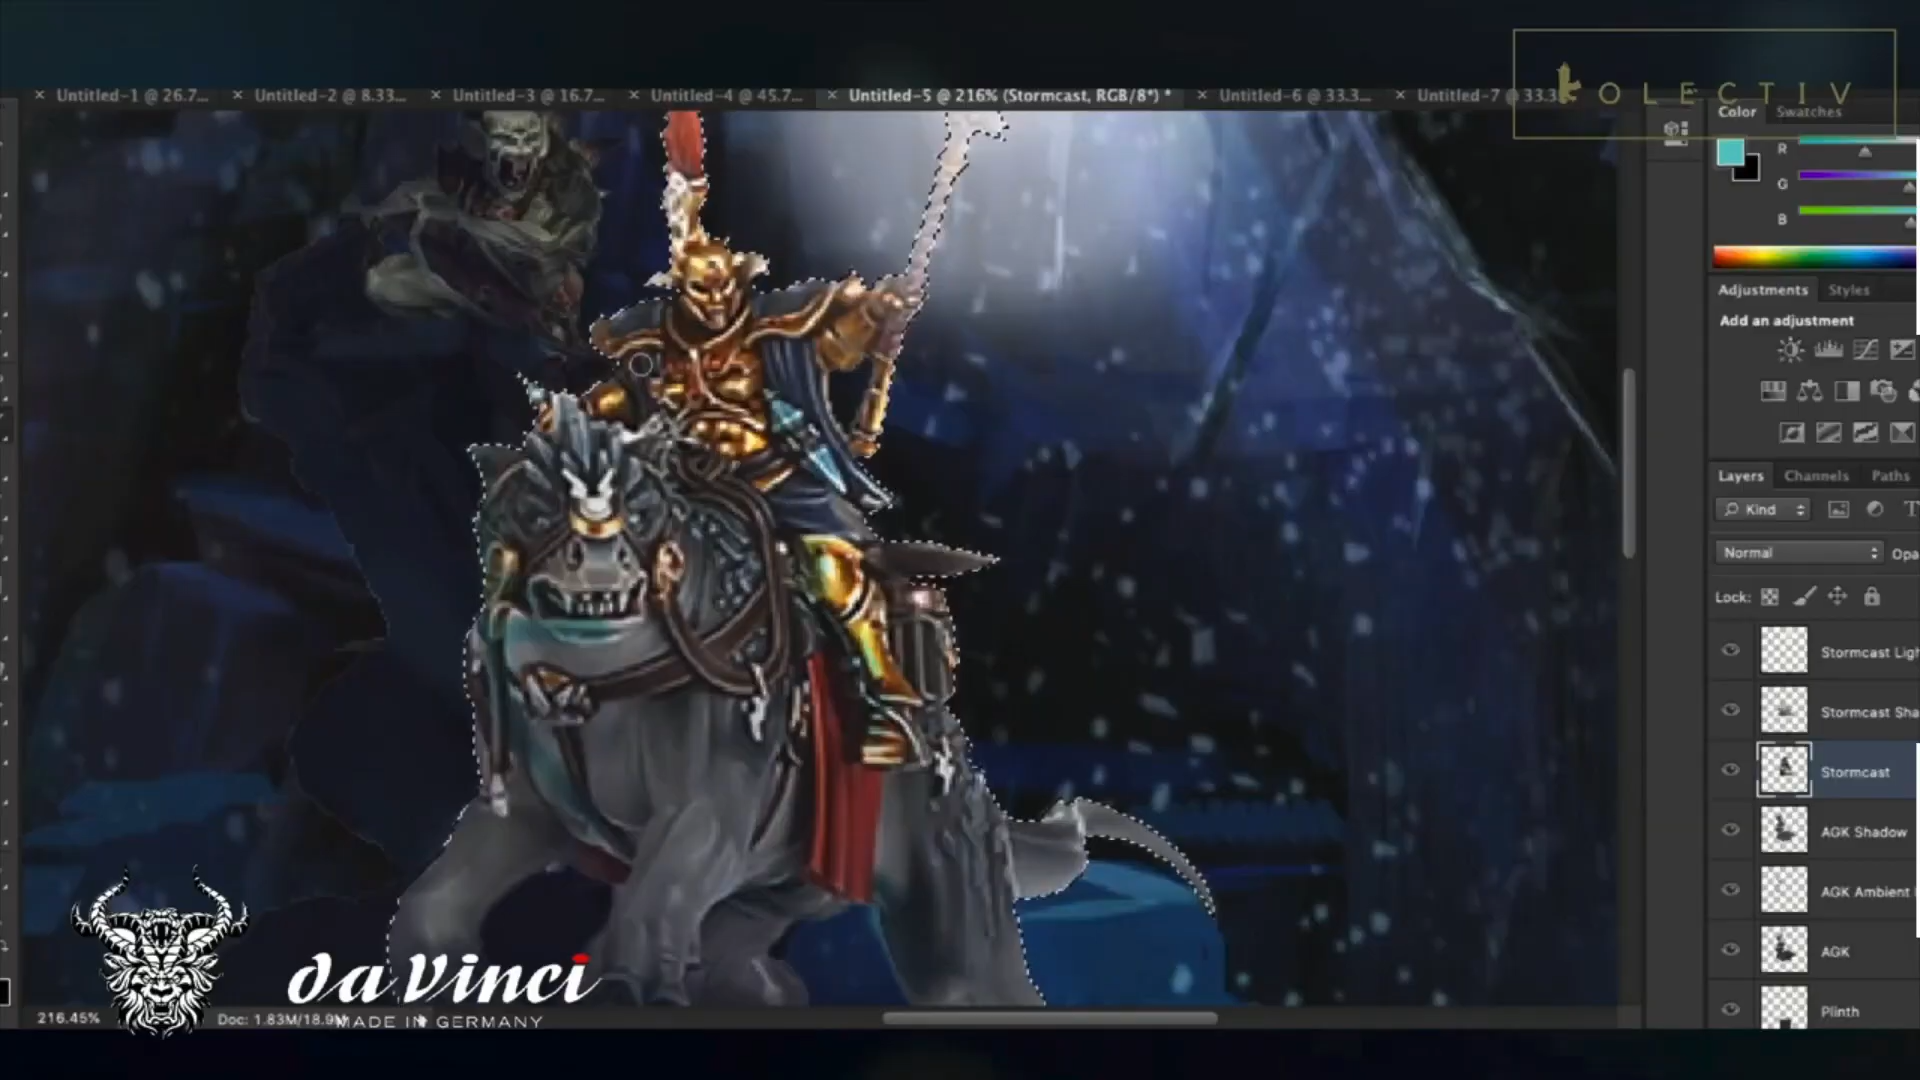 KOLECTIV
× Untitled-1 @ 26.7... × Untitled-2 @ 8.33... × Untitled-3 @ 16.7... × Untitled-4 @ 45.7... × Untitled-5 @ 216% (Stormcast, RGB/8*) * × Untitled-6 @ 33.3... × Untitled-7 @ 33.3
Color Swatches
R
G
B
Adjustments Styles
Add an adjustment
Layers Channels Paths
Kind
Normal Opa
Lock:
Stormcast Ligh
Stormcast Sha
Stormcast
AGK Shadow
AGK Ambient
AGK
Plinth
da Vinci
MADE IN GERMANY
216.45% Doc: 1.83M/18.9M